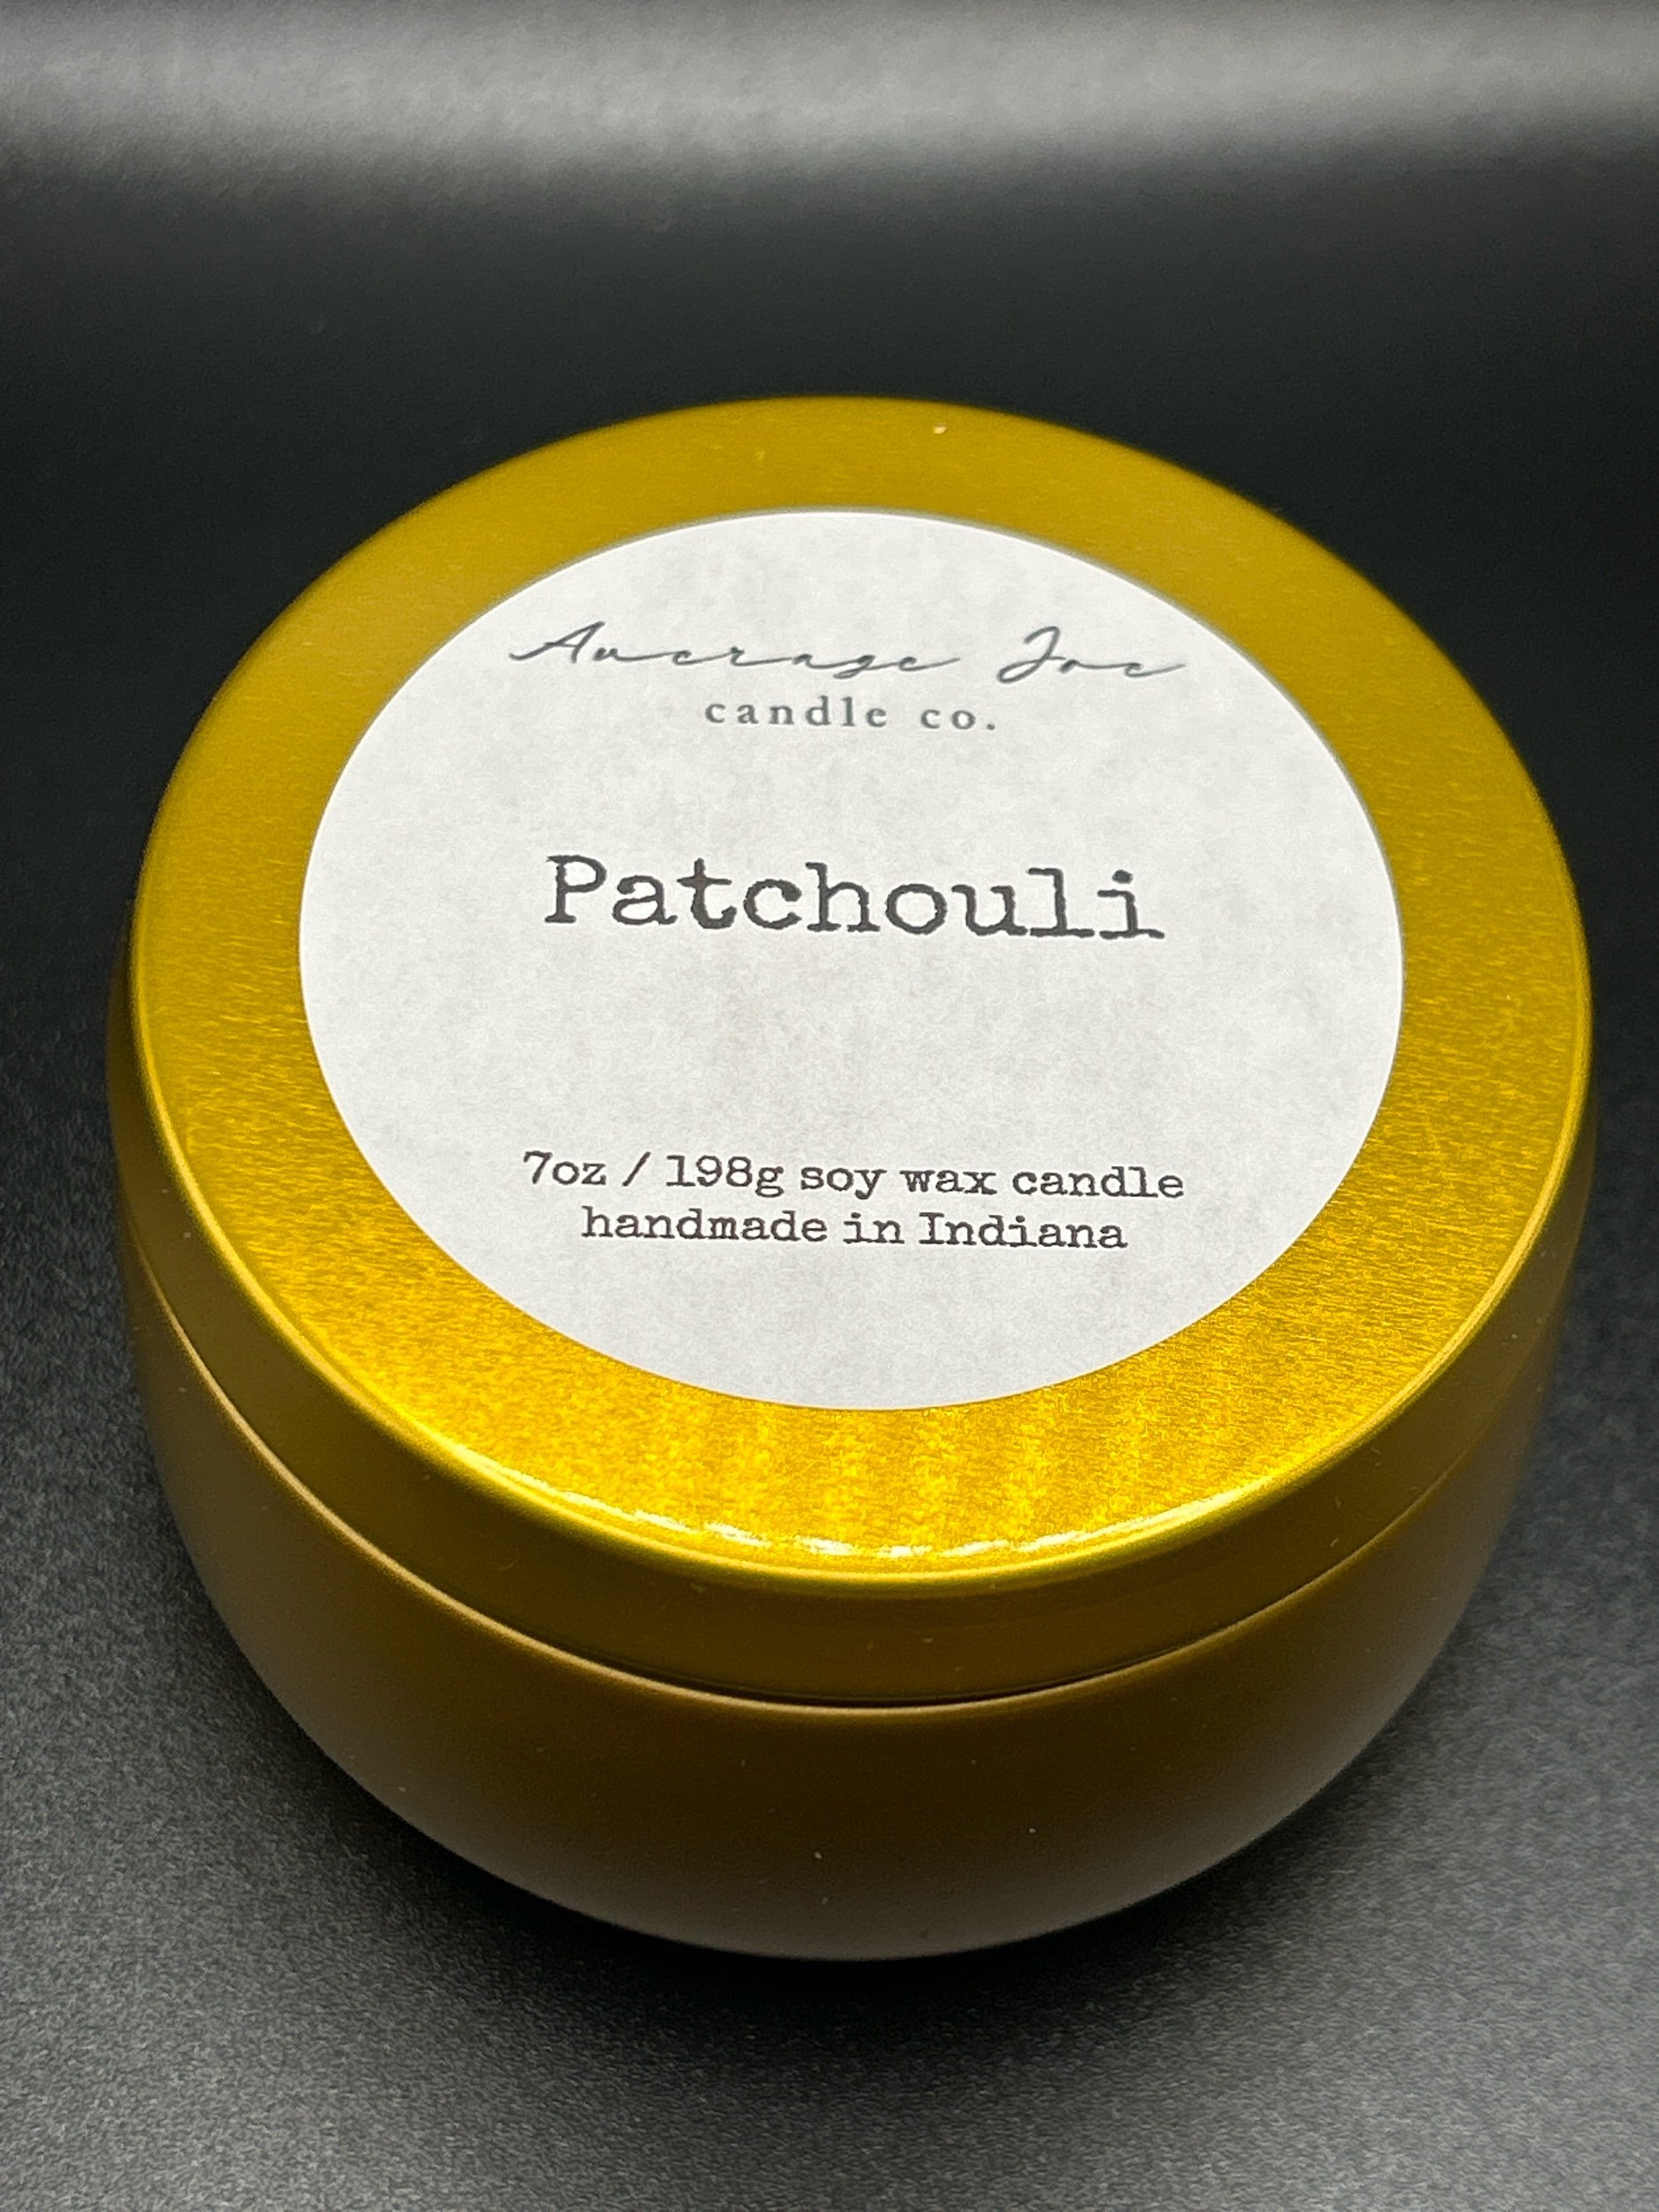 Average Joe
candle co.
Patchouli
7oz / 198g soy wax candle
handmade in Indiana